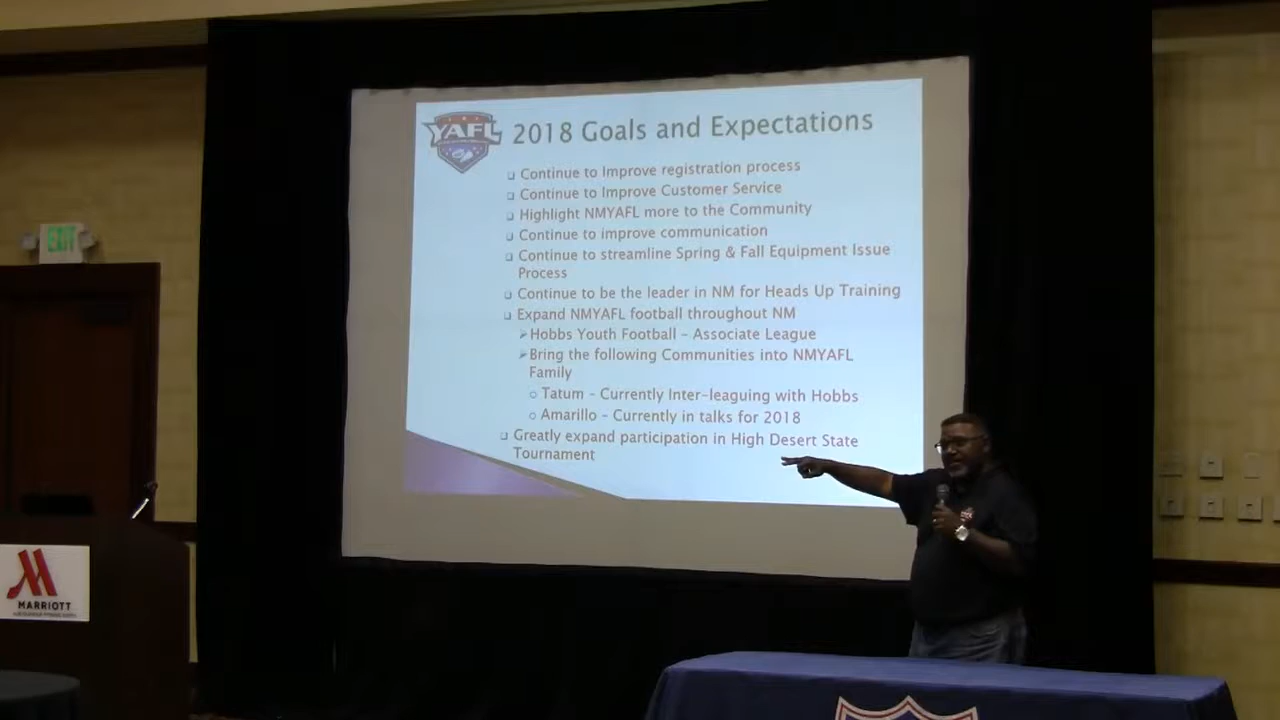 YAFL
2018 Goals and Expectations
Continue to Improve registration process
Continue to Improve Customer Service
Highlight NMYAFL more to the Community
Continue to improve communication
Continue to streamline Spring & Fall Equipment Issue
Process
Continue to be the leader in NM for Heads Up Training
Expand NMYAFL football throughout NM
Hobbs Youth Football - Associate League
Bring the following Communities into NMYAFL
Family
Tatum - Currently Inter-leaguing with Hobbs
Amarillo - Currently in talks for 2018
Greatly expand participation in High Desert State
Tournament
EXIT
MARRIOTT